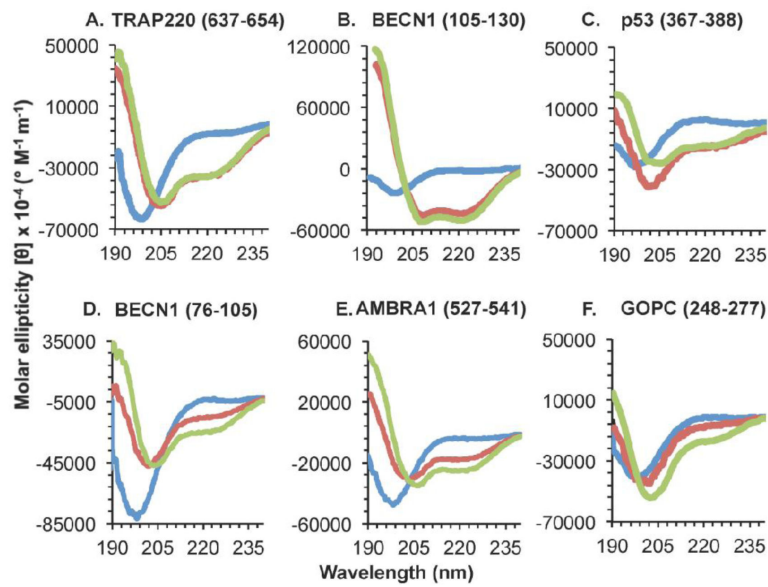 A. TRAP220 (637-654)
B. BECN1 (105-130)
C. p53 (367-388)
50000
10000
-30000
-70000
190 205 220 235
120000
60000
0
-60000
190 205 220 235
50000
10000
-30000
-70000
190 205 220 235
D. BECN1 (76-105)
E. AMBRA1 (527-541)
F. GOPC (248-277)
35000
-5000
-45000
-85000
190 205 220 235
60000
20000
-20000
-60000
190 205 220 235
50000
10000
-30000
-70000
190 205 220 235
Molar ellipticity [θ] x 10⁻⁴ (° M⁻¹ m⁻¹)
Wavelength (nm)